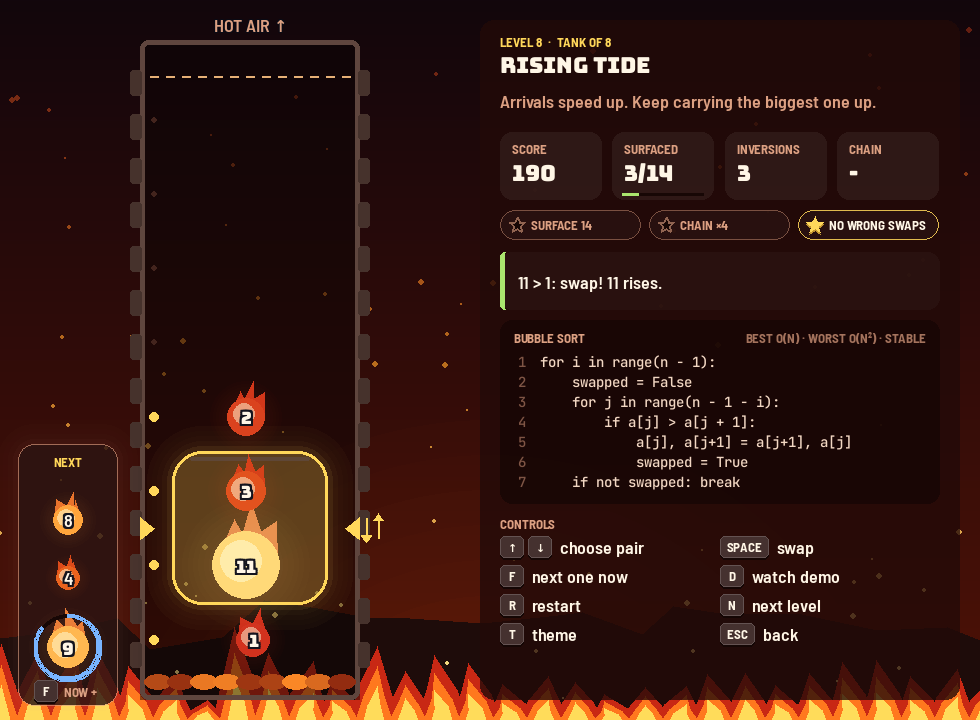 HOT AIR ↑
2
3
11
1
NEXT
8
4
9
F NOW +
LEVEL 8 · TANK OF 8
RISING TIDE
Arrivals speed up. Keep carrying the biggest one up.
SCORE
190
SURFACED
3/14
INVERSIONS
3
CHAIN
-
SURFACE 14
CHAIN ×4
NO WRONG SWAPS
11 > 1: swap! 11 rises.
BUBBLE SORT BEST O(N) · WORST O(N²) · STABLE
1 for i in range(n - 1):
2 swapped = False
3 for j in range(n - 1 - i):
4 if a[j] > a[j + 1]:
5 a[j], a[j+1] = a[j+1], a[j]
6 swapped = True
7 if not swapped: break
CONTROLS
↑ ↓ choose pair
SPACE swap
F next one now
D watch demo
R restart
N next level
T theme
ESC back